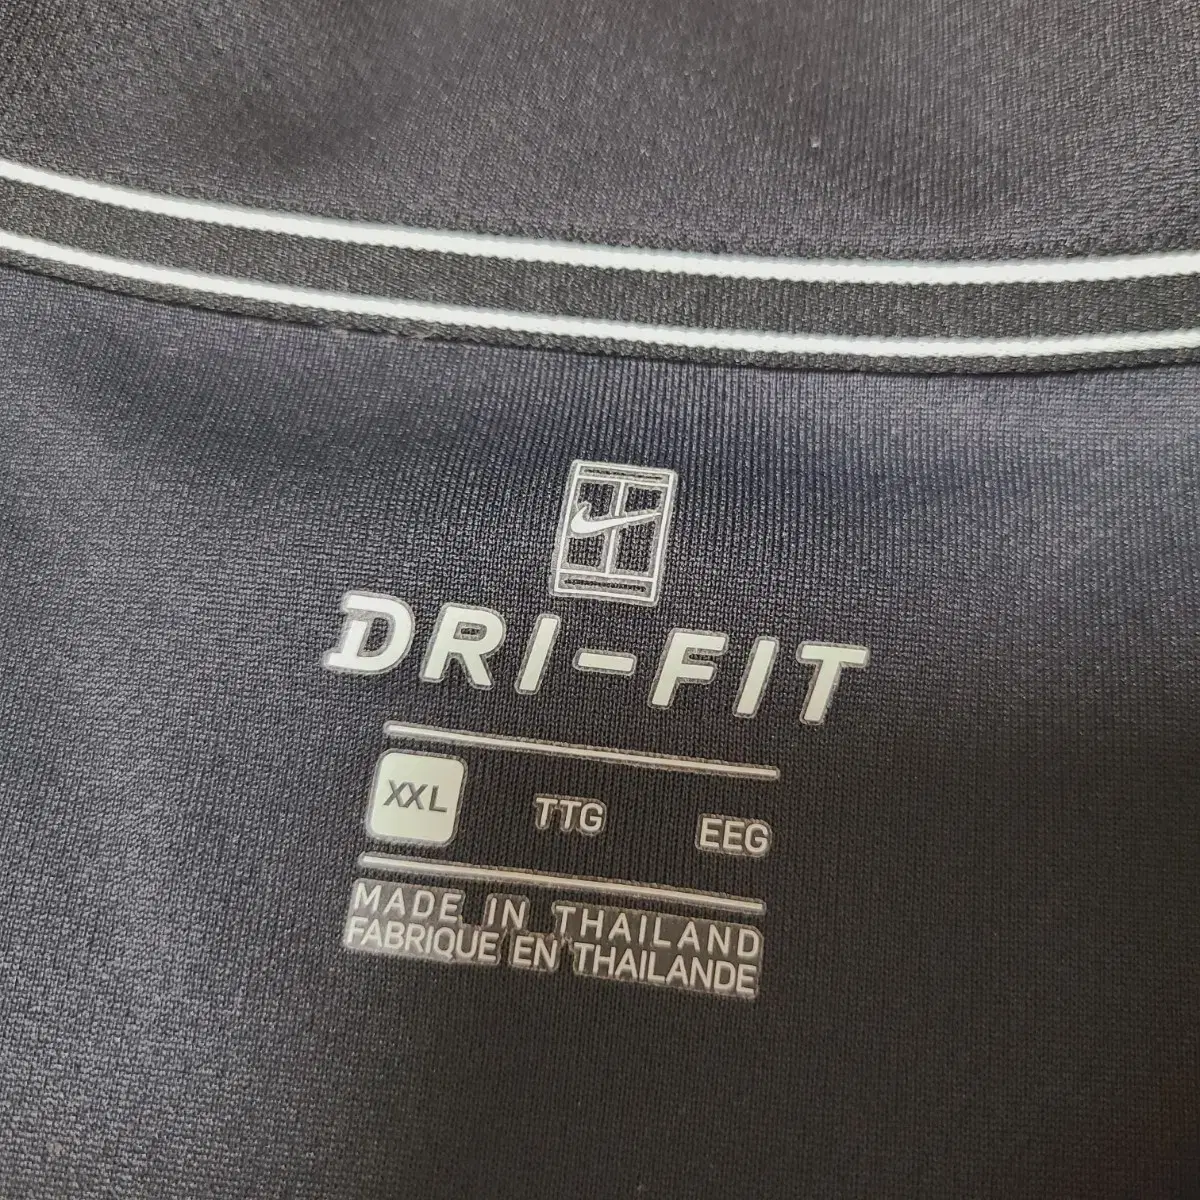 DRI-FIT
XXL TTG EEG
MADE IN THAILAND
FABRIQUE EN THAILANDE